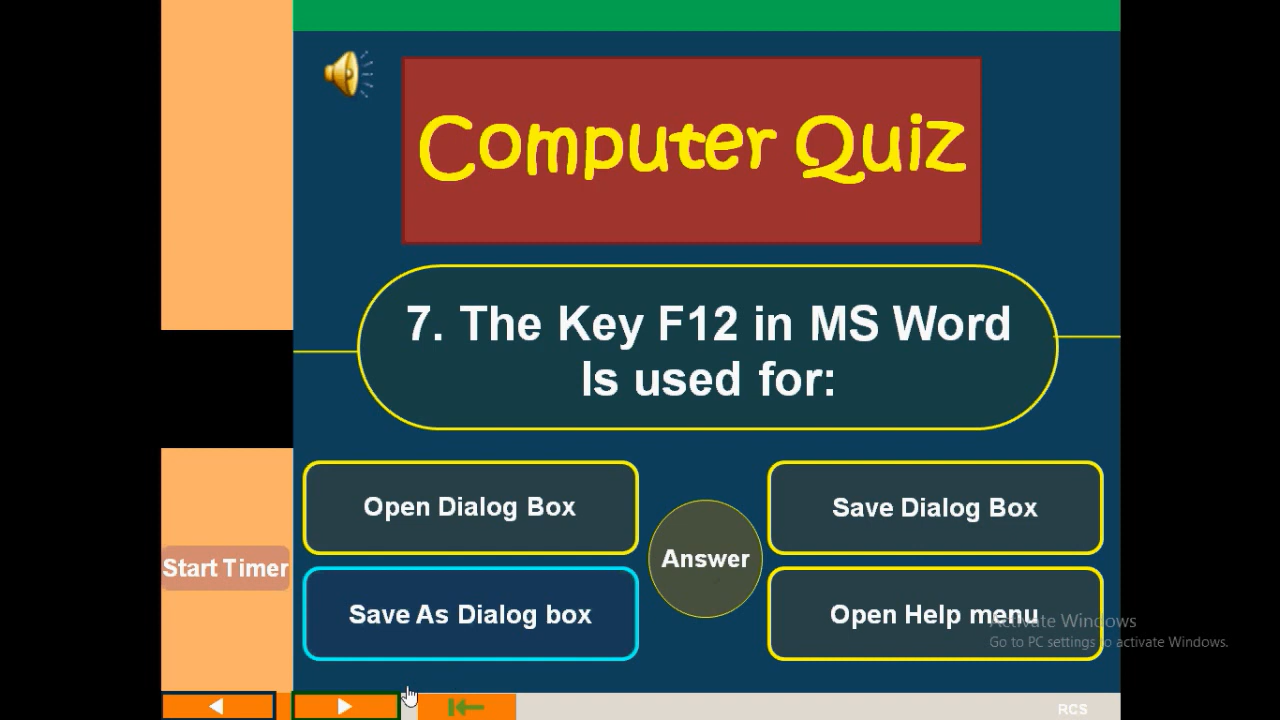 Computer Quiz
7. The Key F12 in MS Word
Is used for:
Open Dialog Box
Save Dialog Box
Answer
Start Timer
Save As Dialog box
Open Help menu
Activate Windows
Go to PC settings to activate Windows.
RCS